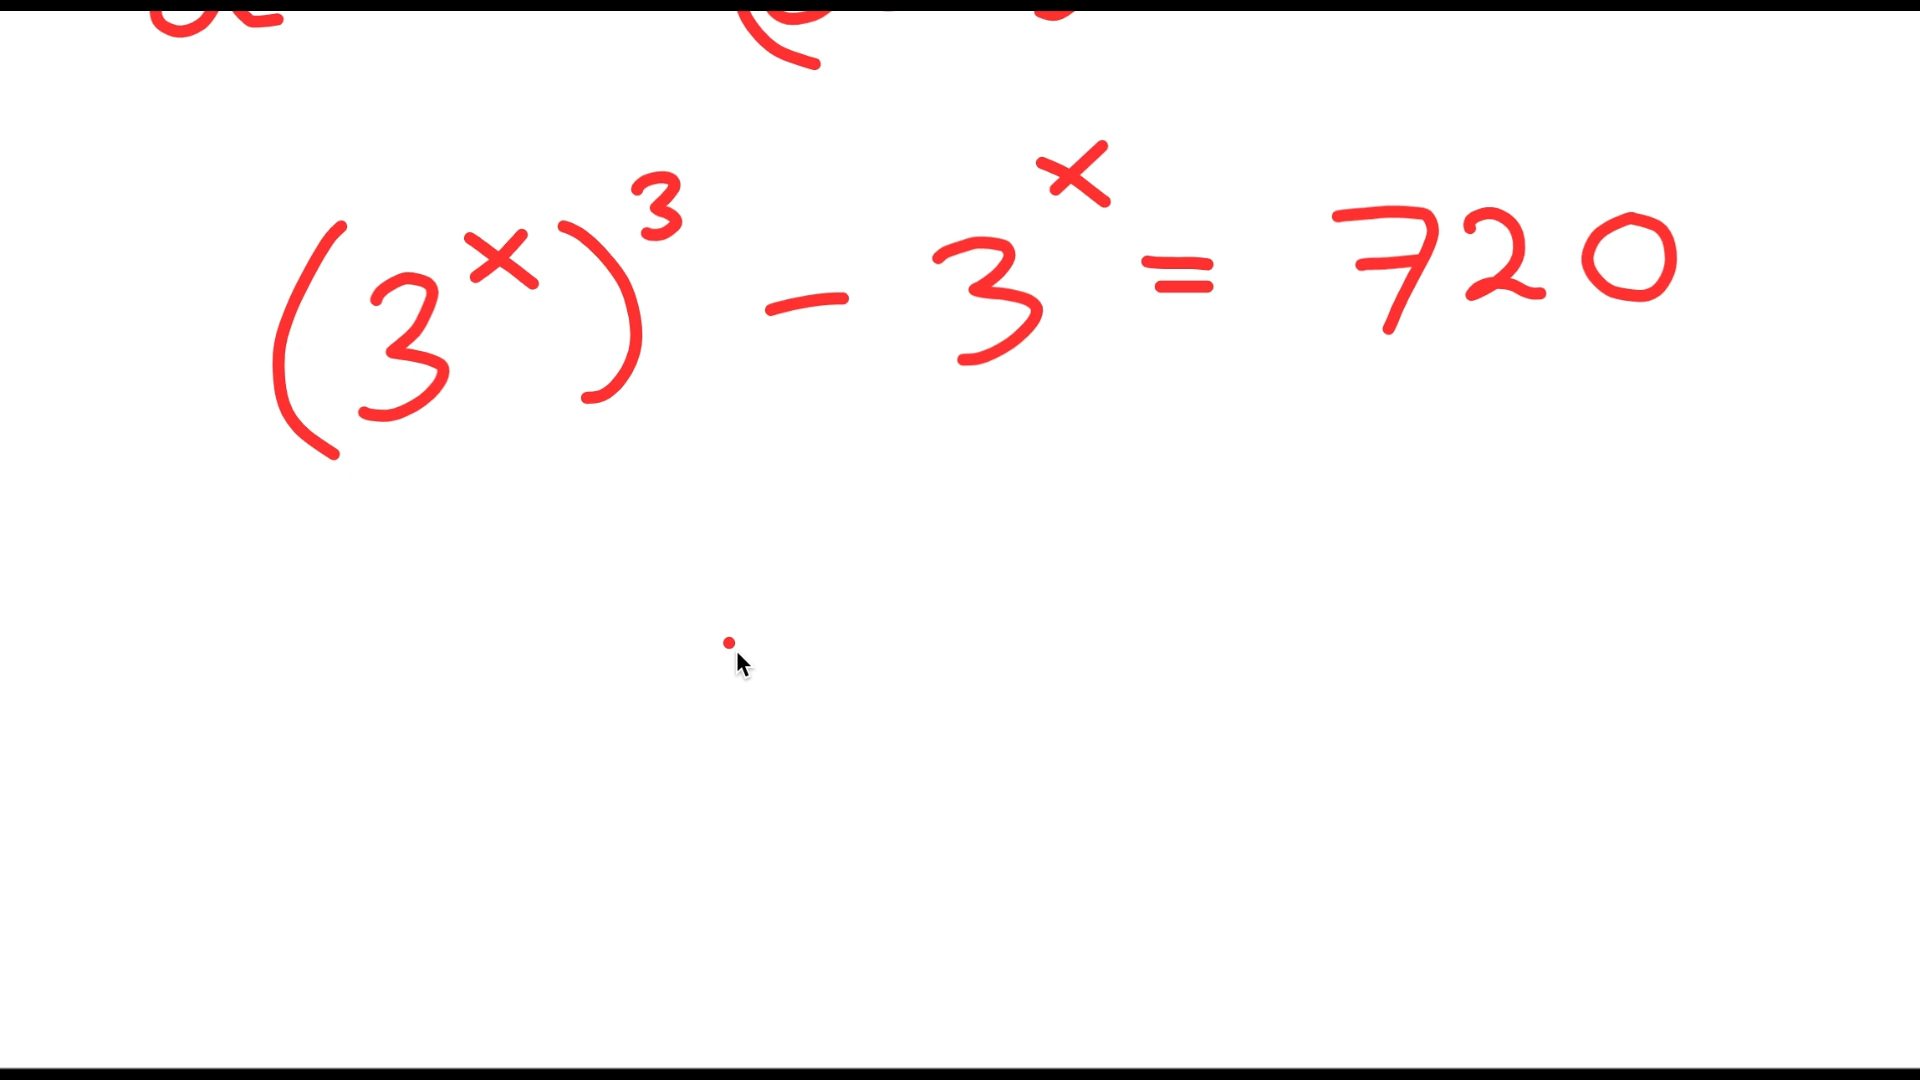 (3^x)^3 - 3^x = 720